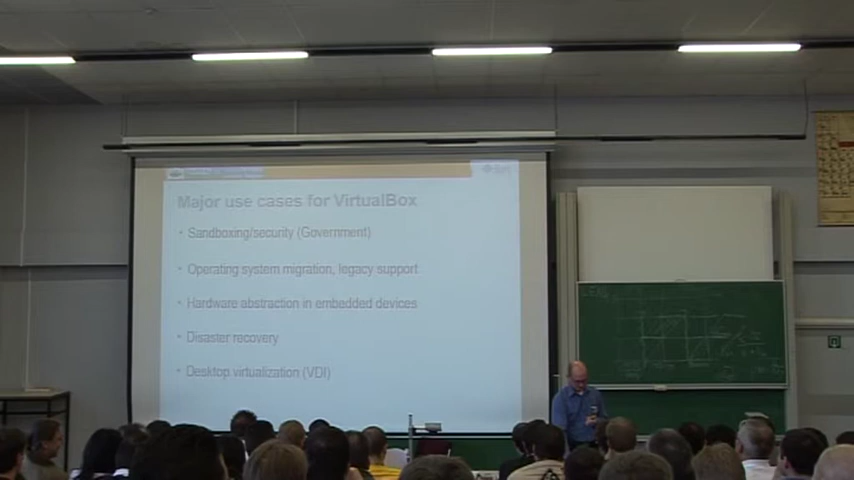 Major use cases for VirtualBox
• Sandboxing/security (Government)
• Operating system migration, legacy support
• Hardware abstraction in embedded devices
• Disaster recovery
• Desktop virtualization (VDI)